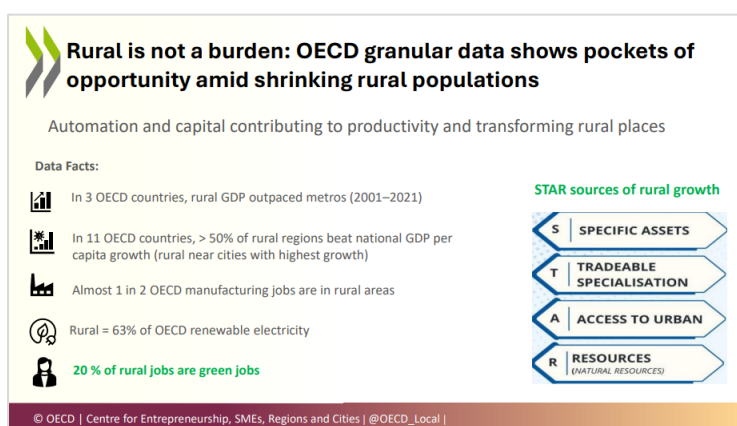 Rural is not a burden: OECD granular data shows pockets of
opportunity amid shrinking rural populations
Automation and capital contributing to productivity and transforming rural places
Data Facts:
In 3 OECD countries, rural GDP outpaced metros (2001–2021)
In 11 OECD countries, > 50% of rural regions beat national GDP per
capita growth (rural near cities with highest growth)
Almost 1 in 2 OECD manufacturing jobs are in rural areas
Rural = 63% of OECD renewable electricity
20 % of rural jobs are green jobs
STAR sources of rural growth
S SPECIFIC ASSETS
T TRADEABLE
SPECIALISATION
A ACCESS TO URBAN
R RESOURCES
(NATURAL RESOURCES)
© OECD | Centre for Entrepreneurship, SMEs, Regions and Cities | @OECD_Local |